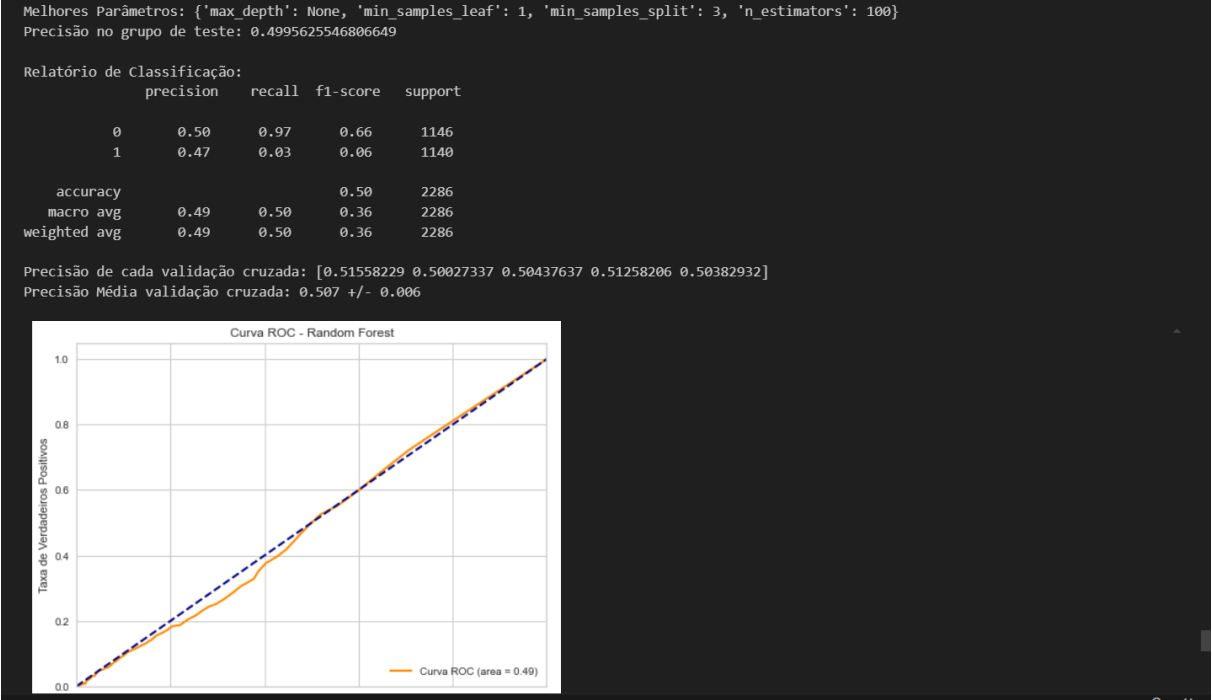 Melhores Parâmetros: {'max_depth': None, 'min_samples_leaf': 1, 'min_samples_split': 3, 'n_estimators': 100}
Precisão no grupo de teste: 0.4995625546806649
Relatório de Classificação:
precision recall f1-score support
0 0.50 0.97 0.66 1146
1 0.47 0.03 0.06 1140
accuracy 0.50 2286
macro avg 0.49 0.50 0.36 2286
weighted avg 0.49 0.50 0.36 2286
Precisão de cada validação cruzada: [0.51558229 0.50027337 0.50437637 0.51258206 0.50382932]
Precisão Média validação cruzada: 0.507 +/- 0.006
Curva ROC - Random Forest
1.0
0.8
0.6
0.4
0.2
0.0
Taxa de Verdadeiros Positivos
Curva ROC (area = 0.49)